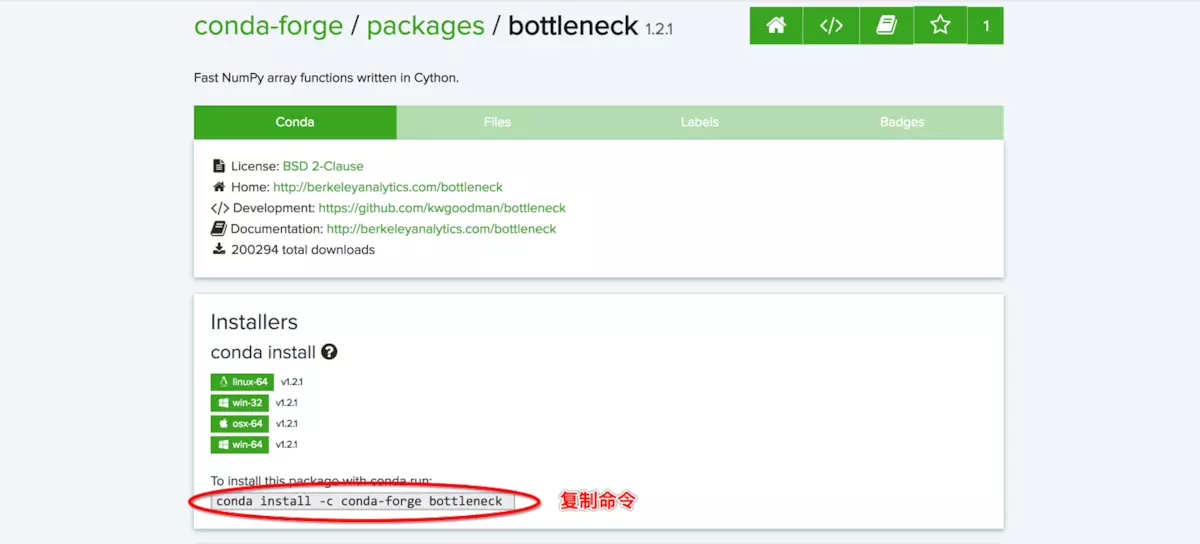 conda-forge / packages / bottleneck 1.2.1
1
Fast NumPy array functions written in Cython.
Conda Files Labels Badges
License: BSD 2-Clause
Home: http://berkeleyanalytics.com/bottleneck
</> Development: https://github.com/kwgoodman/bottleneck
Documentation: http://berkeleyanalytics.com/bottleneck
200294 total downloads
Installers
conda install ?
linux-64 v1.2.1
win-32 v1.2.1
osx-64 v1.2.1
win-64 v1.2.1
To install this package with conda run:
conda install -c conda-forge bottleneck 复制命令